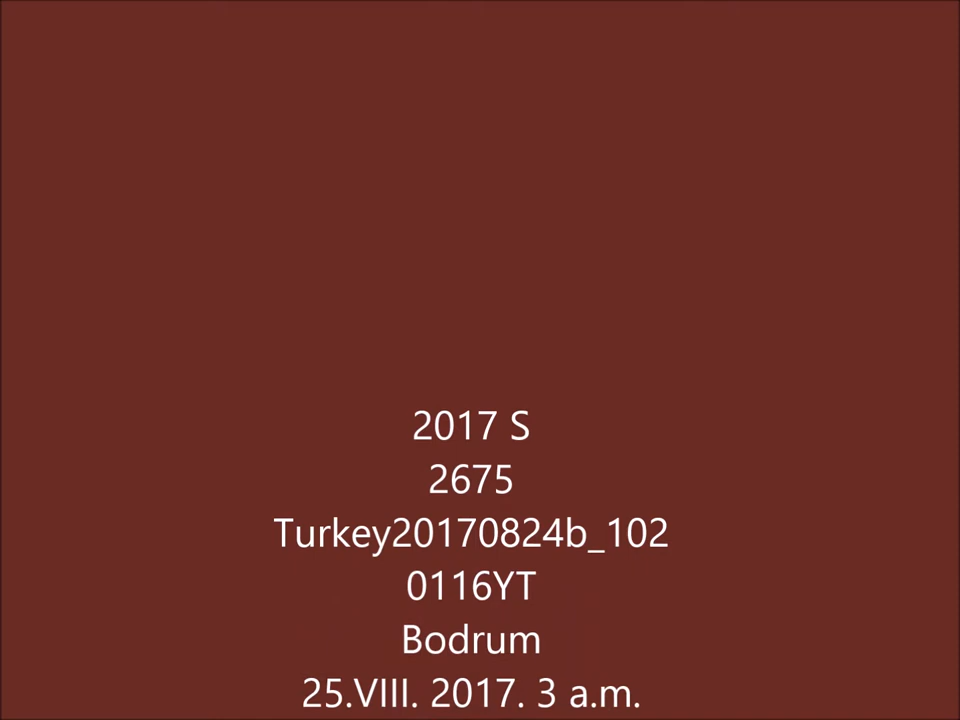 2017 S
2675
Turkey20170824b_102
0116YT
Bodrum
25.VIII. 2017. 3 a.m.